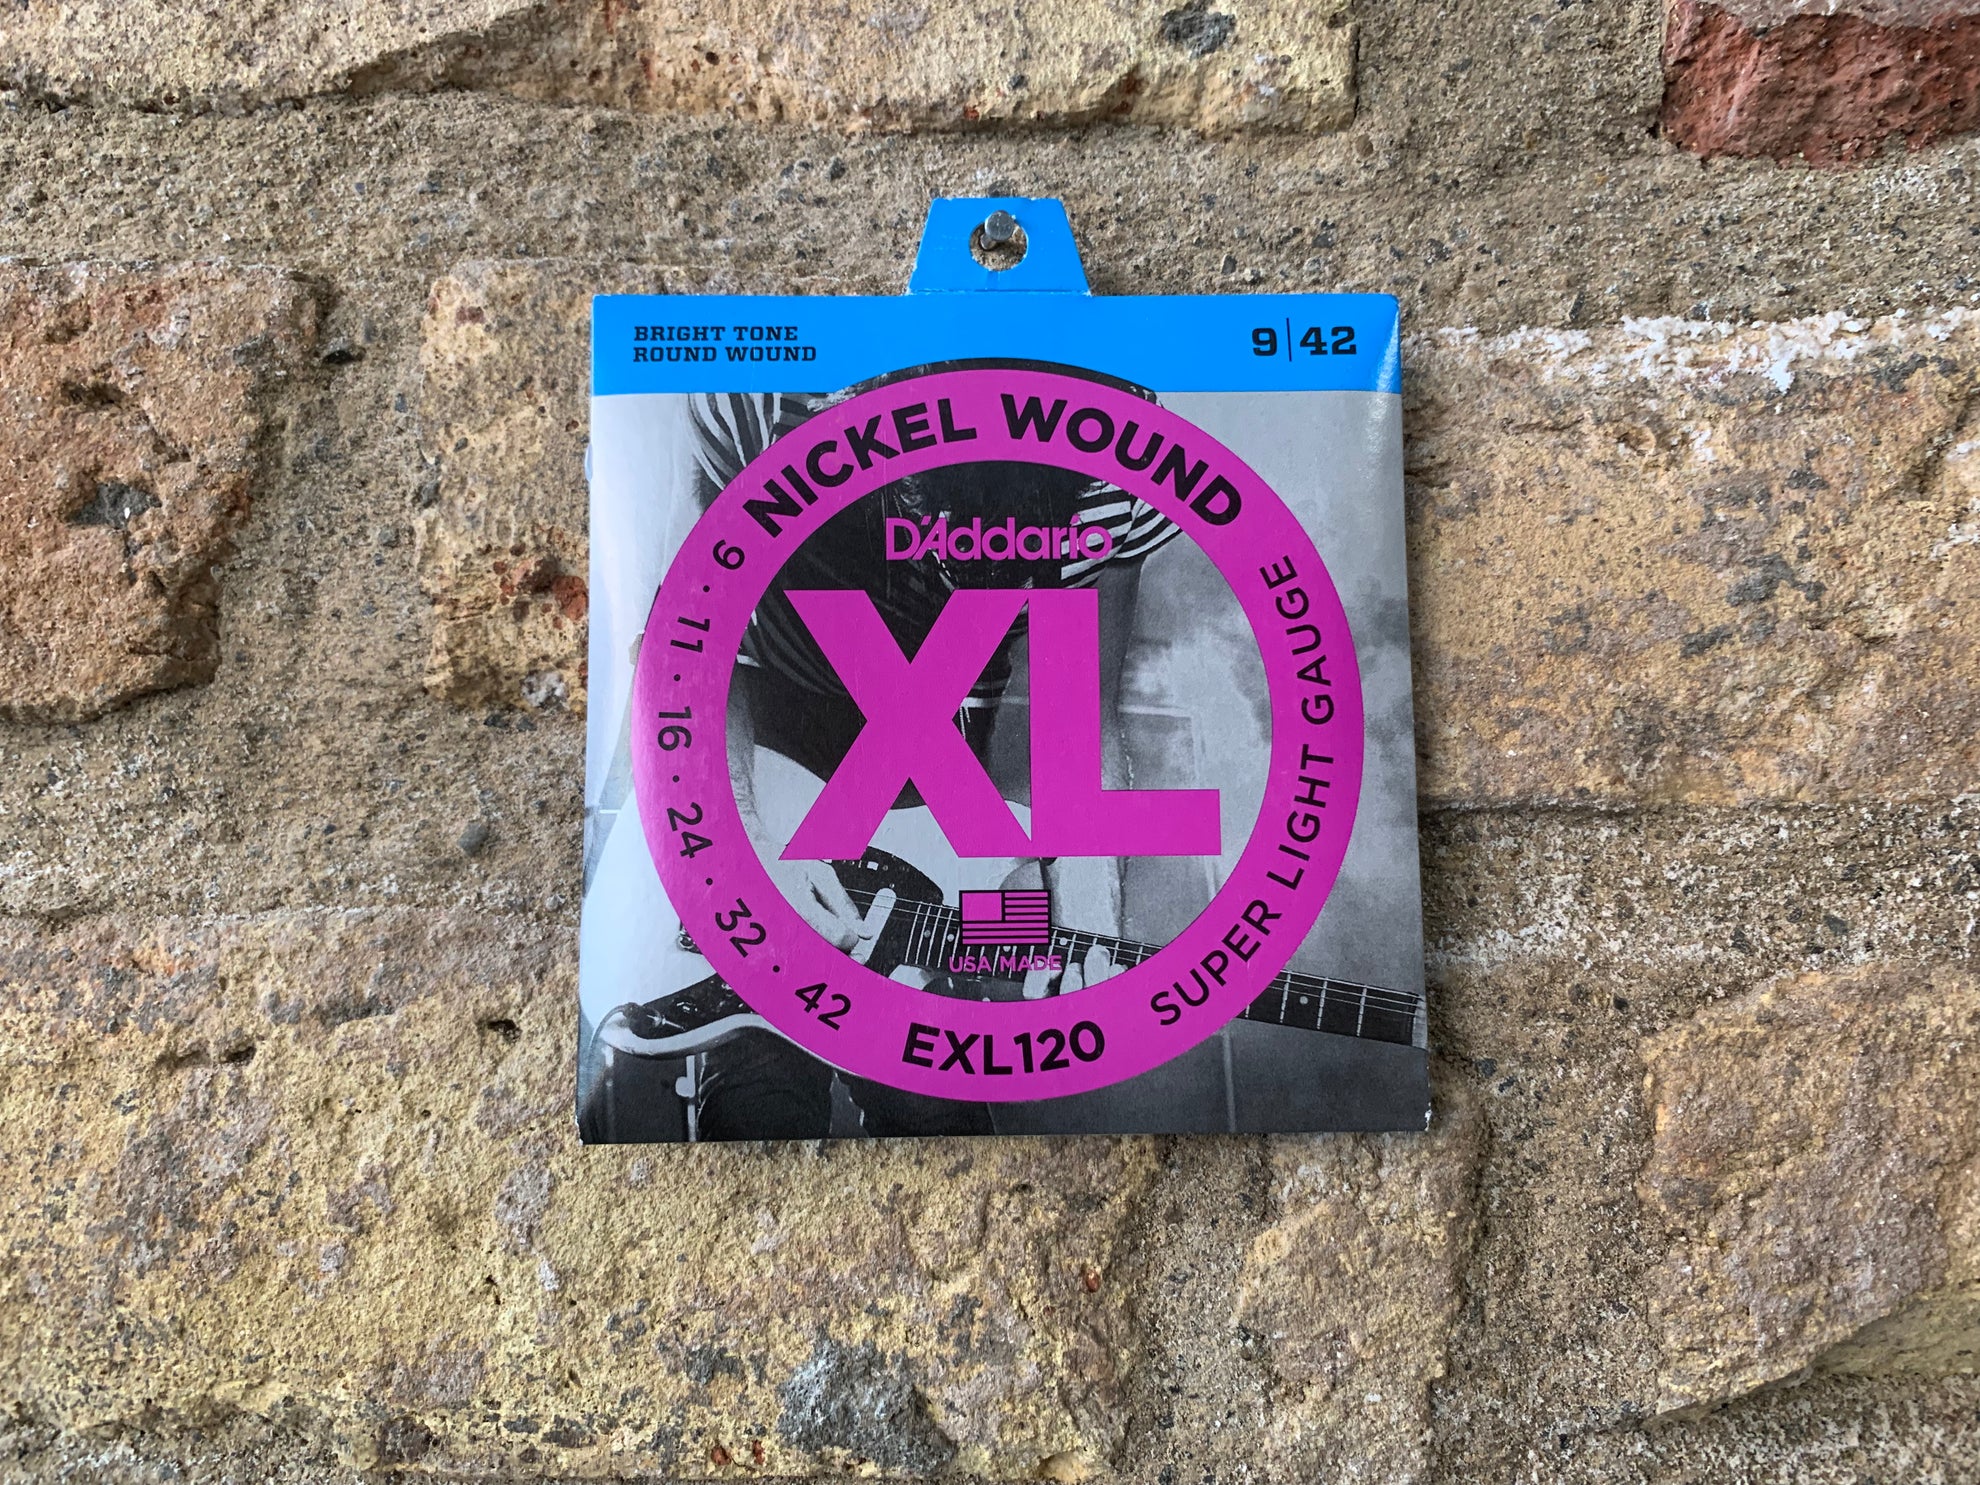 BRIGHT TONE
ROUND WOUND
9|42
NICKEL WOUND
D'Addario
XL
USA MADE
9 · 11 · 16 · 24 · 32 · 42
EXL120
SUPER LIGHT GAUGE